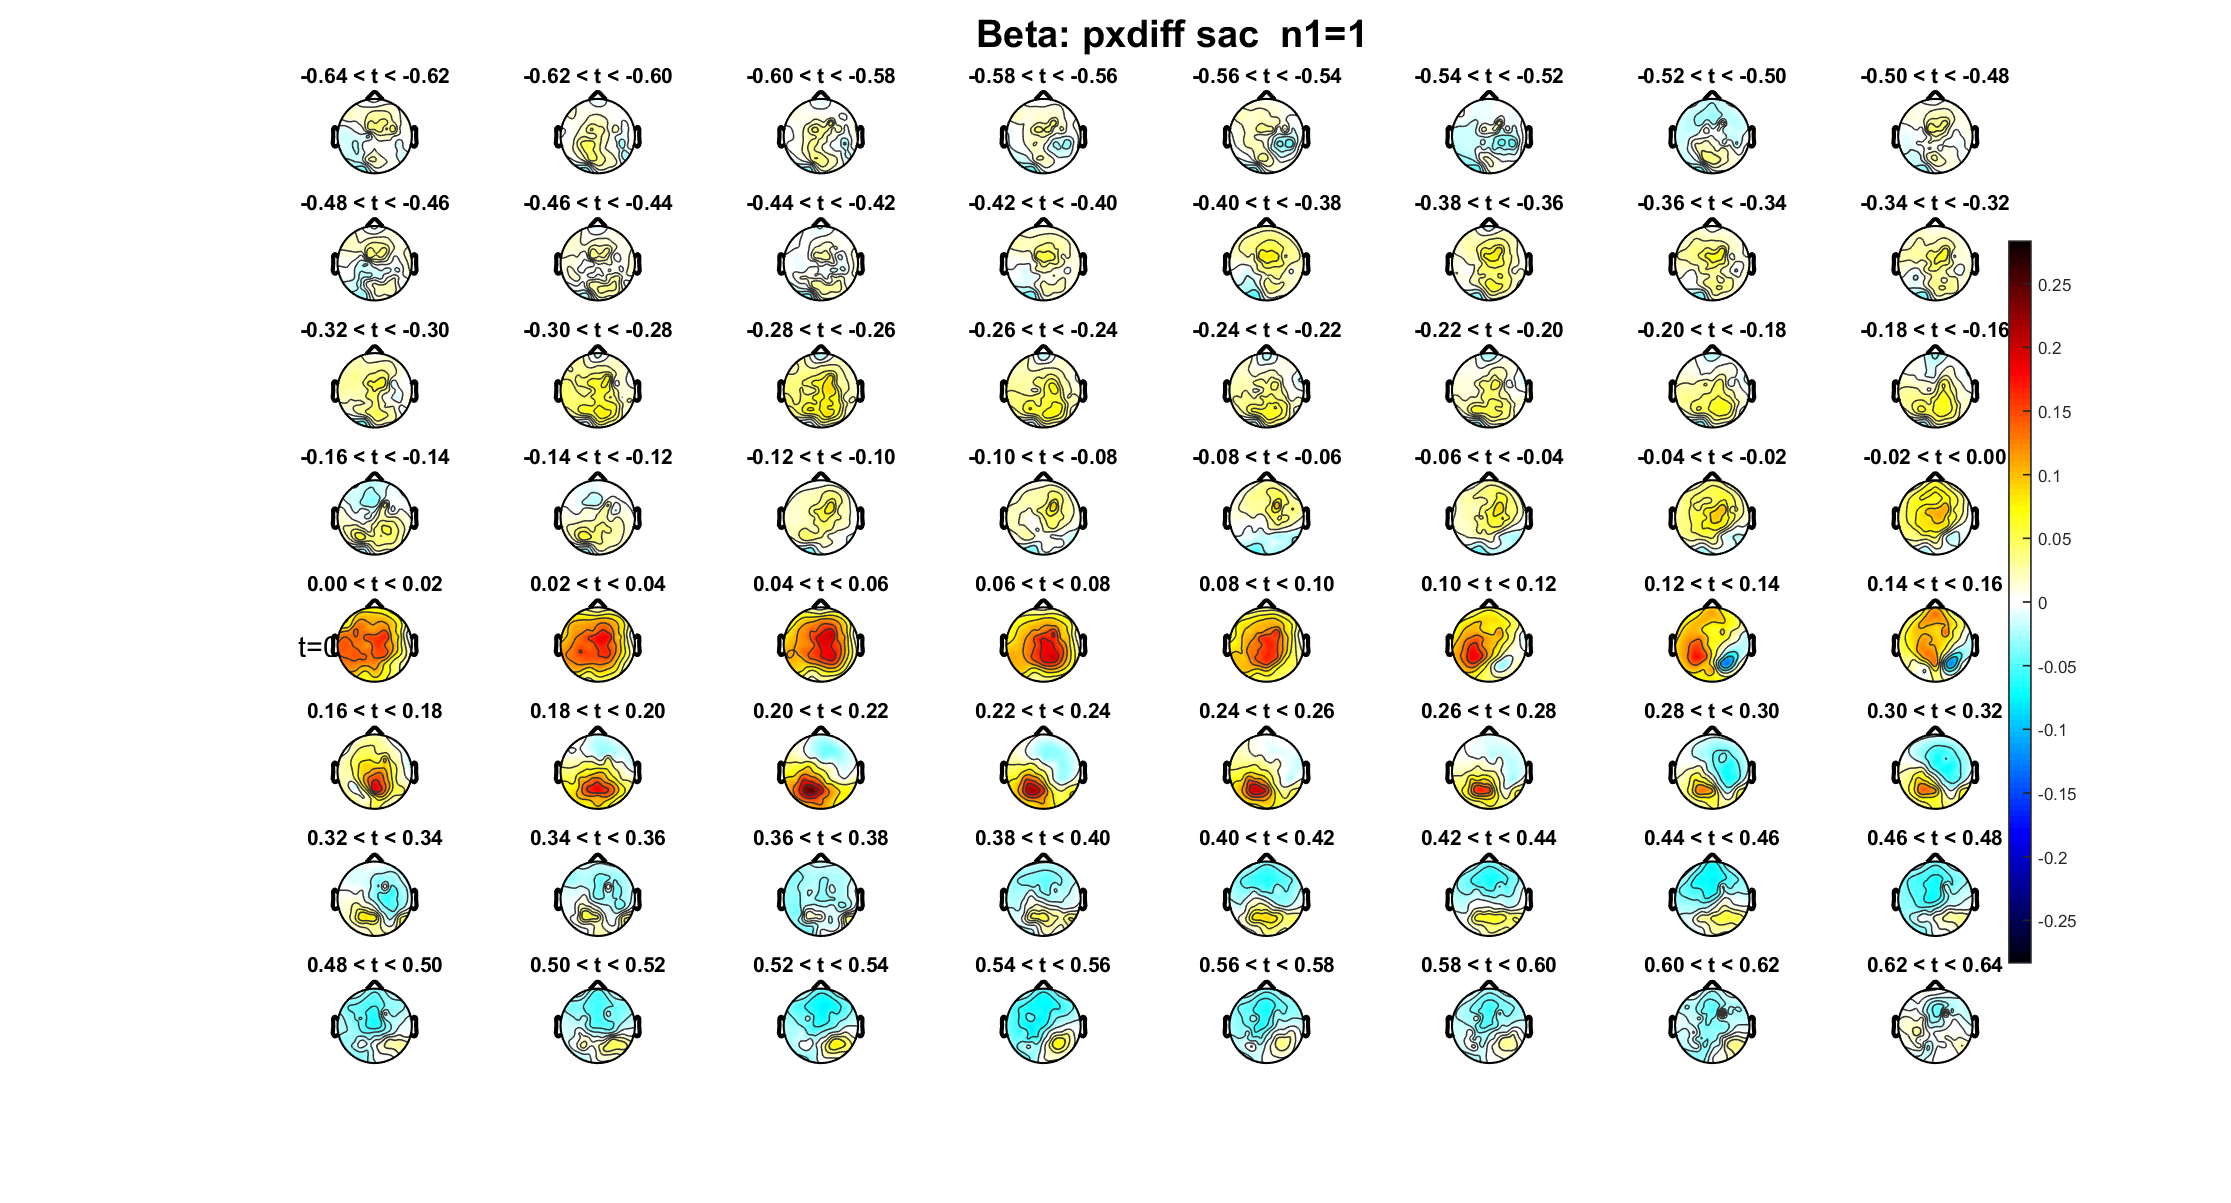 Beta: pxdiff sac  n1=1
-0.64 < t < -0.62
-0.62 < t < -0.60
-0.60 < t < -0.58
-0.58 < t < -0.56
-0.56 < t < -0.54
-0.54 < t < -0.52
-0.52 < t < -0.50
-0.50 < t < -0.48
-0.48 < t < -0.46
-0.46 < t < -0.44
-0.44 < t < -0.42
-0.42 < t < -0.40
-0.40 < t < -0.38
-0.38 < t < -0.36
-0.36 < t < -0.34
-0.34 < t < -0.32
-0.32 < t < -0.30
-0.30 < t < -0.28
-0.28 < t < -0.26
-0.26 < t < -0.24
-0.24 < t < -0.22
-0.22 < t < -0.20
-0.20 < t < -0.18
-0.18 < t < -0.16
-0.16 < t < -0.14
-0.14 < t < -0.12
-0.12 < t < -0.10
-0.10 < t < -0.08
-0.08 < t < -0.06
-0.06 < t < -0.04
-0.04 < t < -0.02
-0.02 < t < 0.00
0.00 < t < 0.02
0.02 < t < 0.04
0.04 < t < 0.06
0.06 < t < 0.08
0.08 < t < 0.10
0.10 < t < 0.12
0.12 < t < 0.14
0.14 < t < 0.16
t=0
0.16 < t < 0.18
0.18 < t < 0.20
0.20 < t < 0.22
0.22 < t < 0.24
0.24 < t < 0.26
0.26 < t < 0.28
0.28 < t < 0.30
0.30 < t < 0.32
0.32 < t < 0.34
0.34 < t < 0.36
0.36 < t < 0.38
0.38 < t < 0.40
0.40 < t < 0.42
0.42 < t < 0.44
0.44 < t < 0.46
0.46 < t < 0.48
0.48 < t < 0.50
0.50 < t < 0.52
0.52 < t < 0.54
0.54 < t < 0.56
0.56 < t < 0.58
0.58 < t < 0.60
0.60 < t < 0.62
0.62 < t < 0.64
0.25
0.2
0.15
0.1
0.05
0
-0.05
-0.1
-0.15
-0.2
-0.25